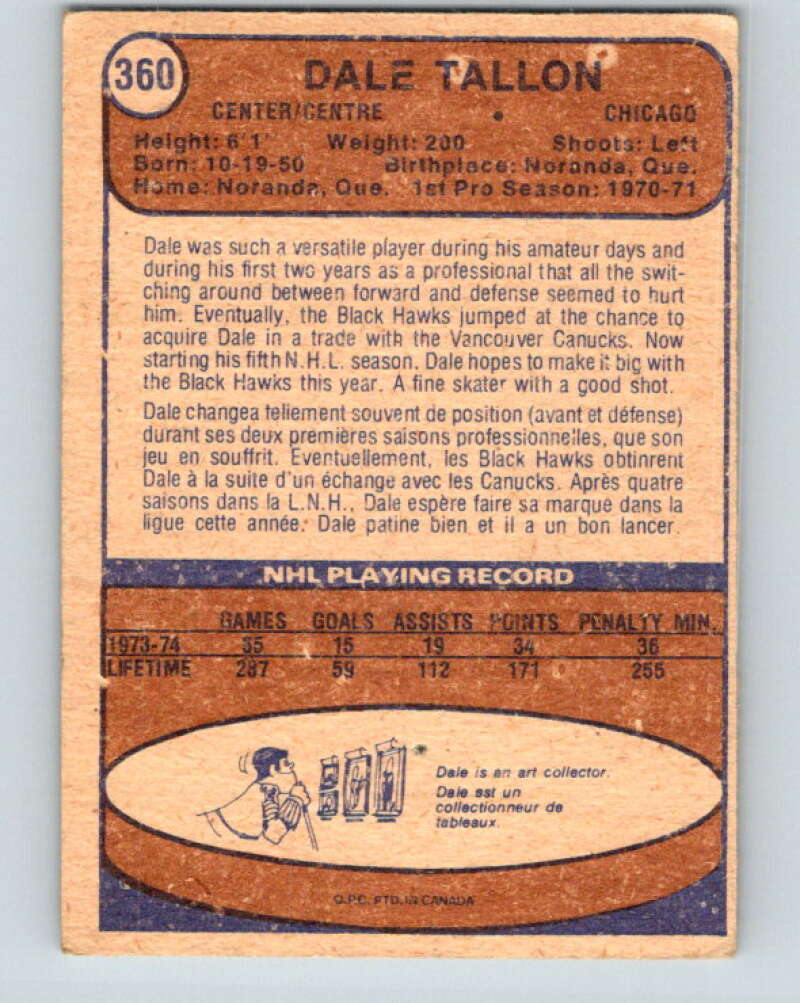 360
DALE TALLON
CENTER/CENTRE • CHICAGO
Height: 6'1" Weight: 200 Shoots: Left
Born: 10-19-50 Birthplace: Noranda, Que.
Home: Noranda, Que. 1st Pro Season: 1970-71
Dale was such a versatile player during his amateur days and
during his first two years as a professional that all the swit-
ching around between forward and defense seemed to hurt
him. Eventually, the Black Hawks jumped at the chance to
acquire Dale in a trade with the Vancouver Canucks. Now
starting his fifth N.H.L. season, Dale hopes to make it big with
the Black Hawks this year. A fine skater with a good shot.
Dale changea tellement souvent de position (avant et défense)
durant ses deux premières saisons professionnelles, que son
jeu en souffrit. Eventuellement, les Black Hawks obtinrent
Dale à la suite d'un échange avec les Canucks. Après quatre
saisons dans la L.N.H., Dale espère faire sa marque dans la
ligue cette année. Dale patine bien et il a un bon lancer.
NHL PLAYING RECORD
GAMES GOALS ASSISTS POINTS PENALTY MIN.
1973-74 65 15 19 34 36
LIFETIME 287 59 112 171 255
Dale is an art collector.
Dale est un
collectionneur de
tableaux.
O.P.C. PTD. IN CANADA